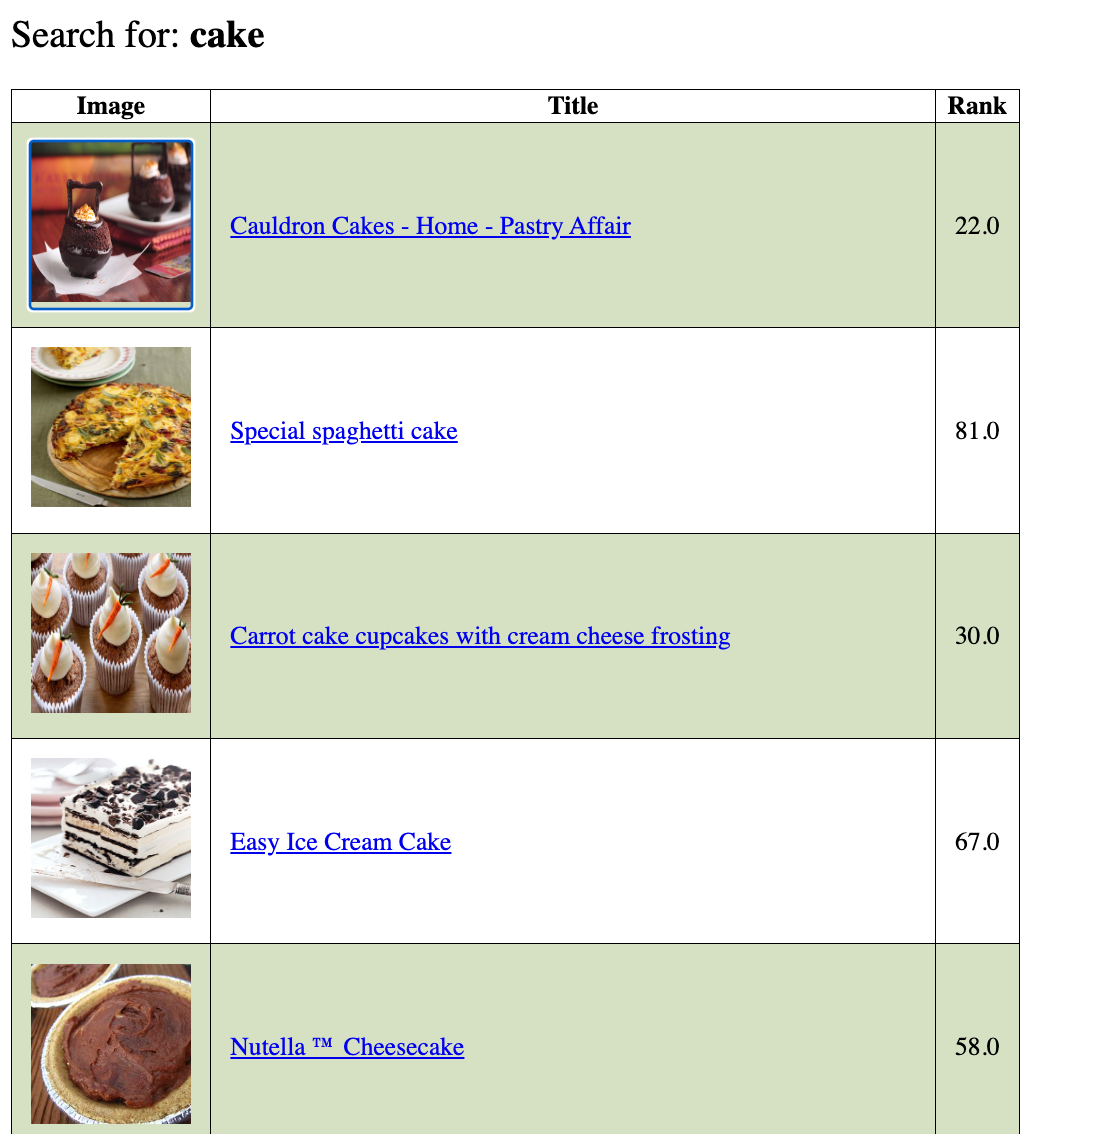 Search for: cake
Image Title Rank
Cauldron Cakes - Home - Pastry Affair 22.0
Special spaghetti cake 81.0
Carrot cake cupcakes with cream cheese frosting 30.0
Easy Ice Cream Cake 67.0
Nutella ™ Cheesecake 58.0